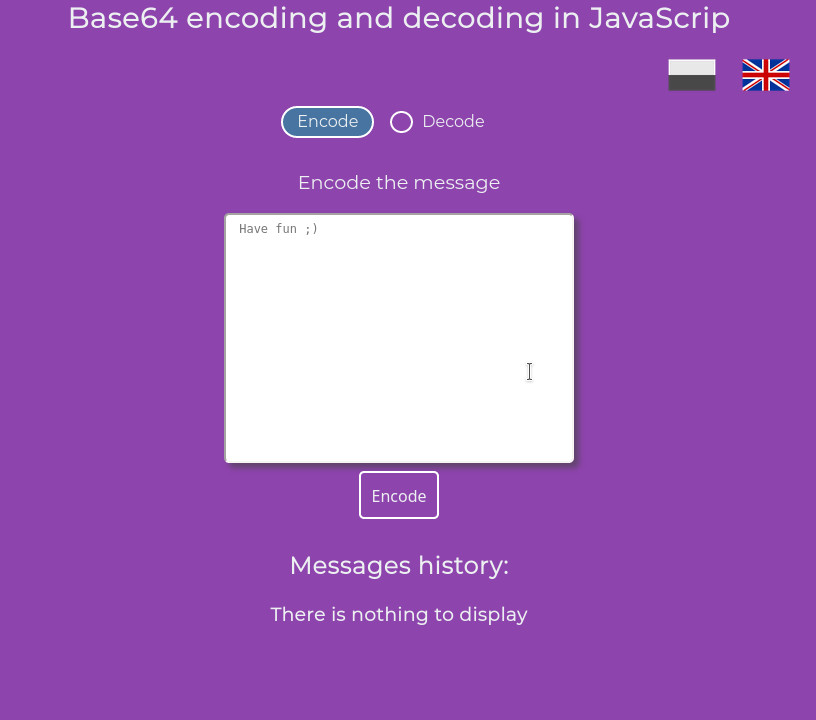 Base64 encoding and decoding in JavaScrip
Encode
Decode
Encode the message
Have fun ;)
Encode
Messages history:
There is nothing to display